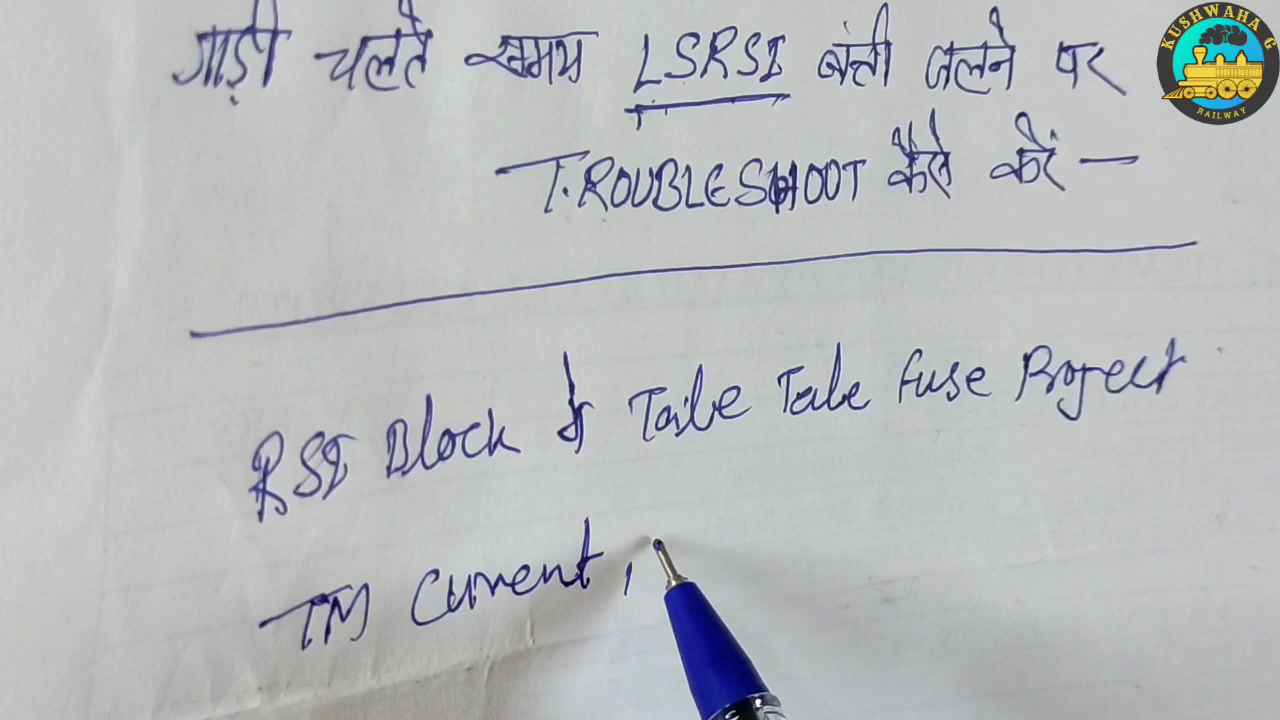 गाड़ी चलते समय LSRSI बत्ती जलने पर
TROUBLESHOOT कैसे करें —
RSI Block में Taile Tale fuse Project
TM Current,
KUSHWAHA G
RAILWAY